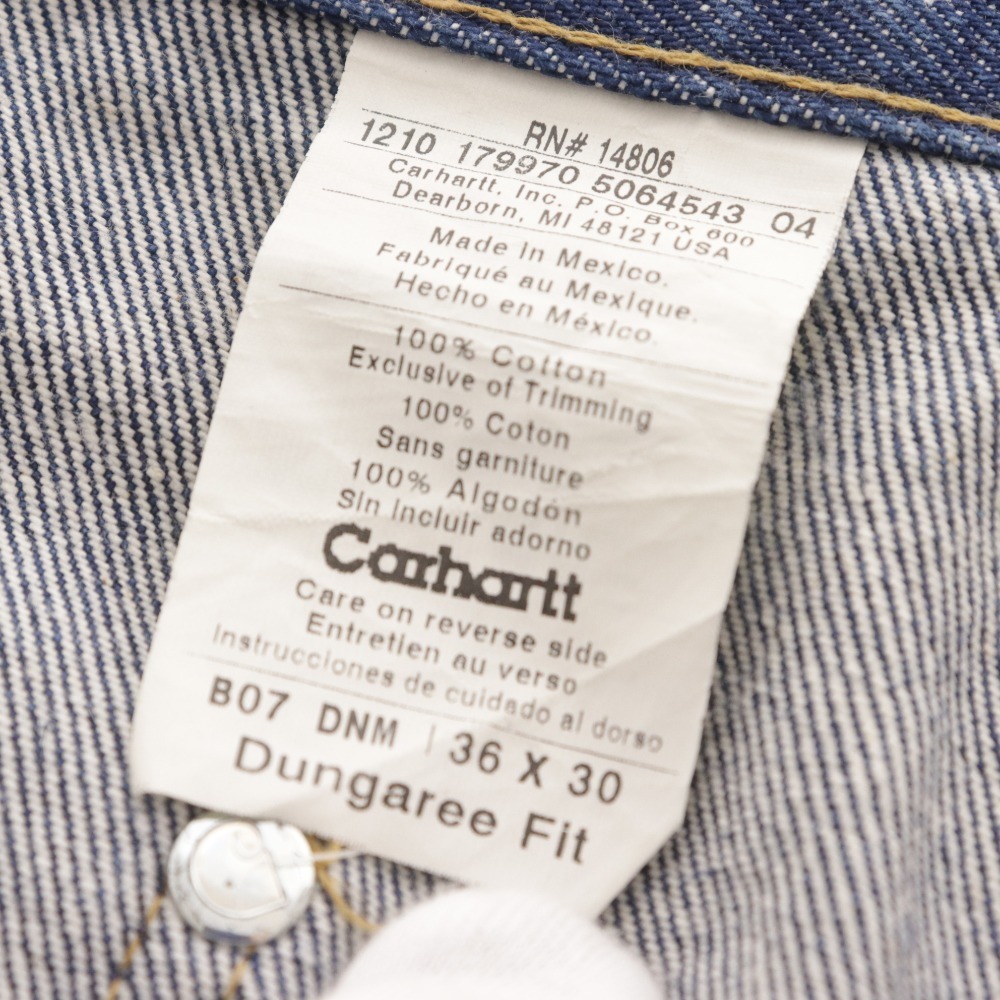 RN# 14806
1210 179970 5064543 04
Carhartt, Inc. P.O. Box 600
Dearborn, MI 48121 USA
Made in Mexico.
Fabriqué au Mexique.
Hecho en México.
100% Cotton
Exclusive of Trimming
100% Coton
Sans garniture
100% Algodón
Sin incluir adorno
Carhartt
Care on reverse side
Entretien au verso
Instrucciones de cuidado al dorso
B07 DNM | 36 X 30
Dungaree Fit